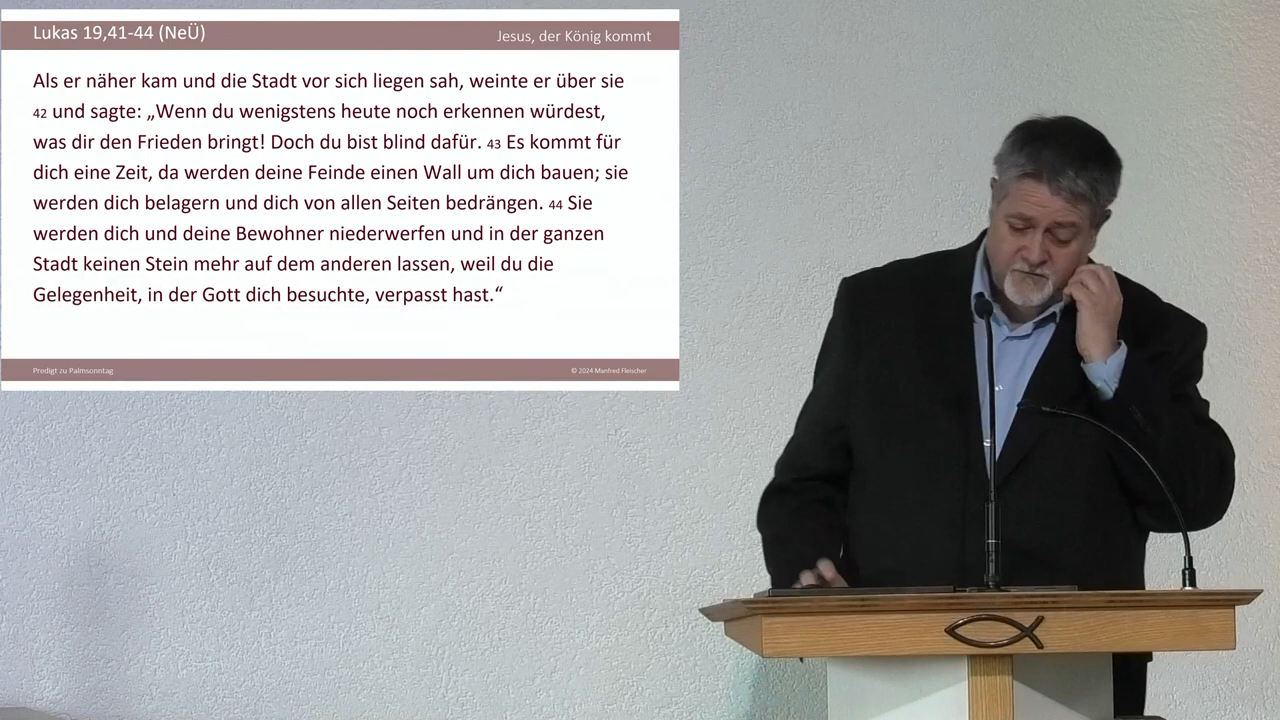 Lukas 19,41-44 (NeÜ)
Jesus, der König kommt
Als er näher kam und die Stadt vor sich liegen sah, weinte er über sie
42 und sagte: „Wenn du wenigstens heute noch erkennen würdest,
was dir den Frieden bringt! Doch du bist blind dafür. 43 Es kommt für
dich eine Zeit, da werden deine Feinde einen Wall um dich bauen; sie
werden dich belagern und dich von allen Seiten bedrängen. 44 Sie
werden dich und deine Bewohner niederwerfen und in der ganzen
Stadt keinen Stein mehr auf dem anderen lassen, weil du die
Gelegenheit, in der Gott dich besuchte, verpasst hast.“
Predigt zu Palmsonntag
© 2024 Manfred Fleischer